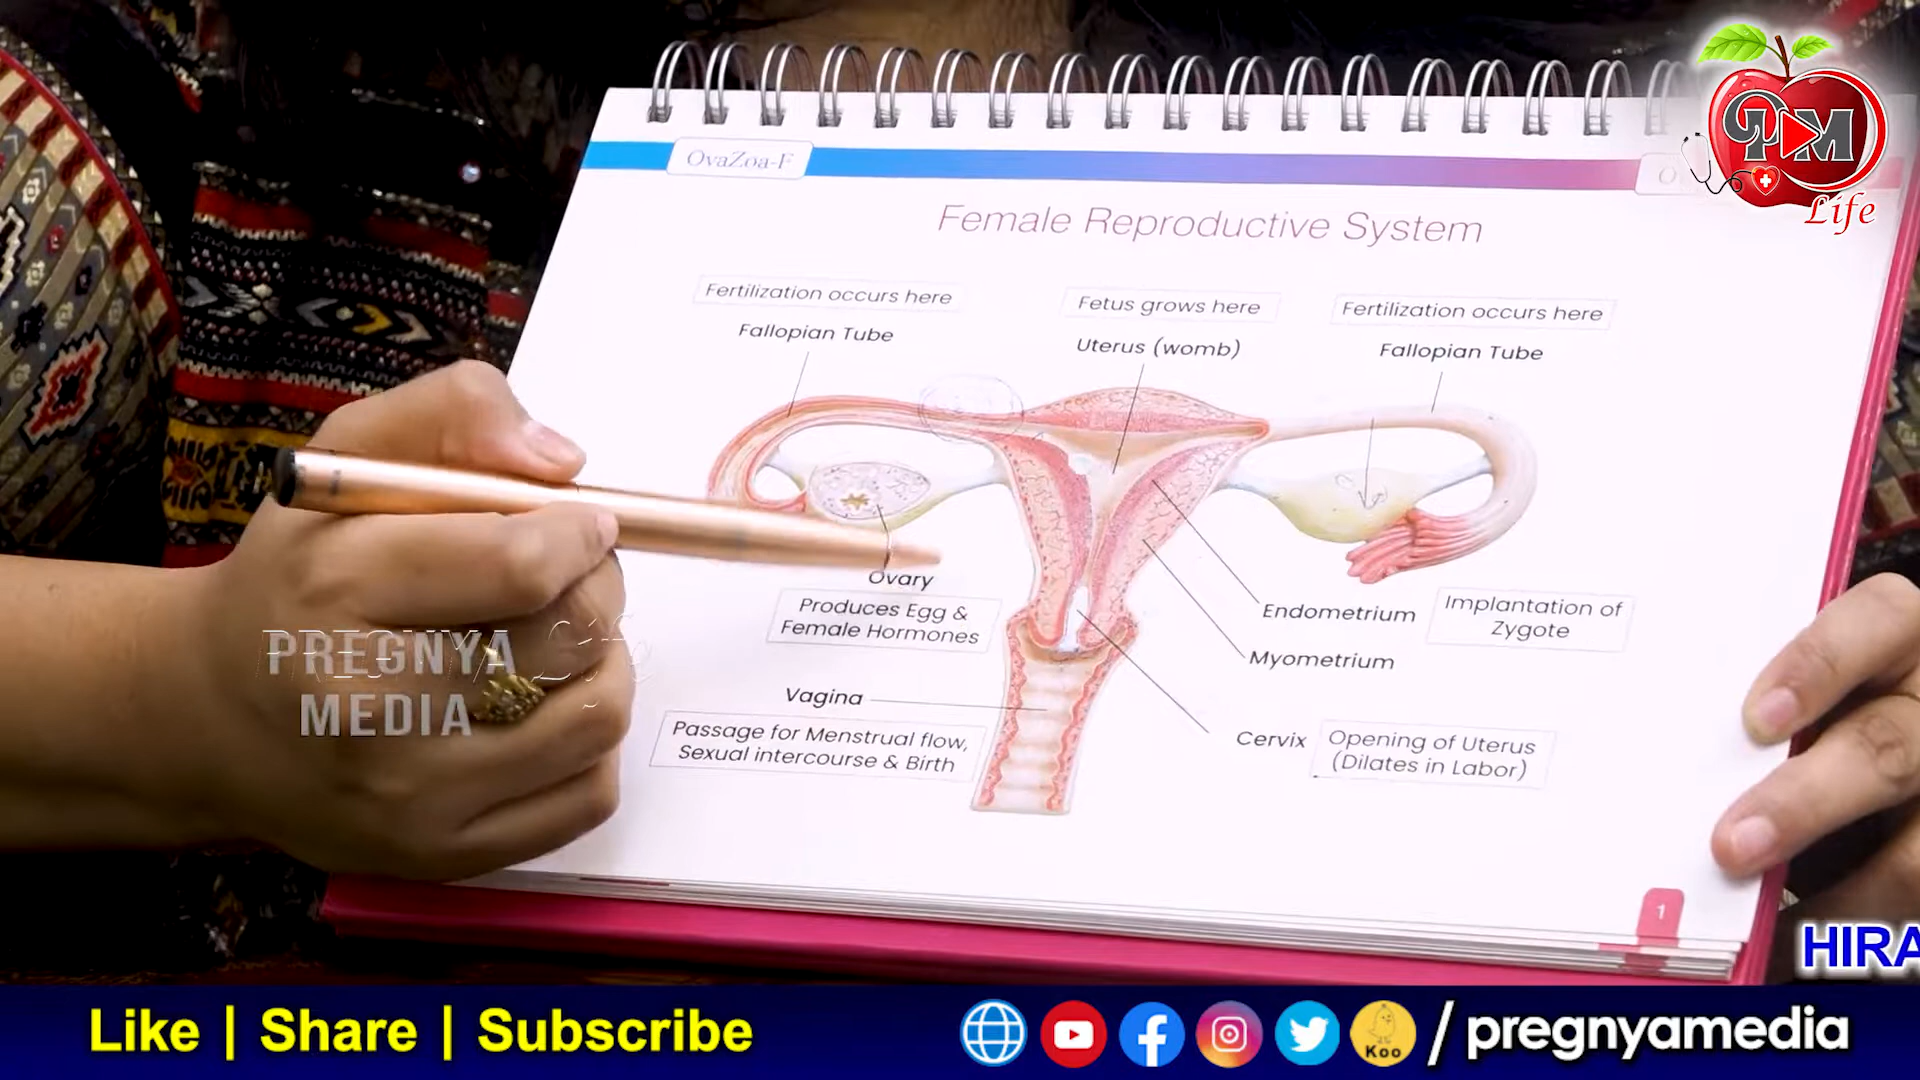 OvaZoa-F
PM
Life
Female Reproductive System
Fertilization occurs here
Fetus grows here
Fertilization occurs here
Fallopian Tube
Uterus (womb)
Fallopian Tube
Ovary
Produces Egg &
Female Hormones
Endometrium
Implantation of
Zygote
Myometrium
PREGNYA Life
MEDIA
Vagina
Passage for Menstrual flow,
Sexual intercourse & Birth
Cervix
Opening of Uterus
(Dilates in Labor)
1
HIRA
Like | Share | Subscribe
Koo
/ pregnyamedia